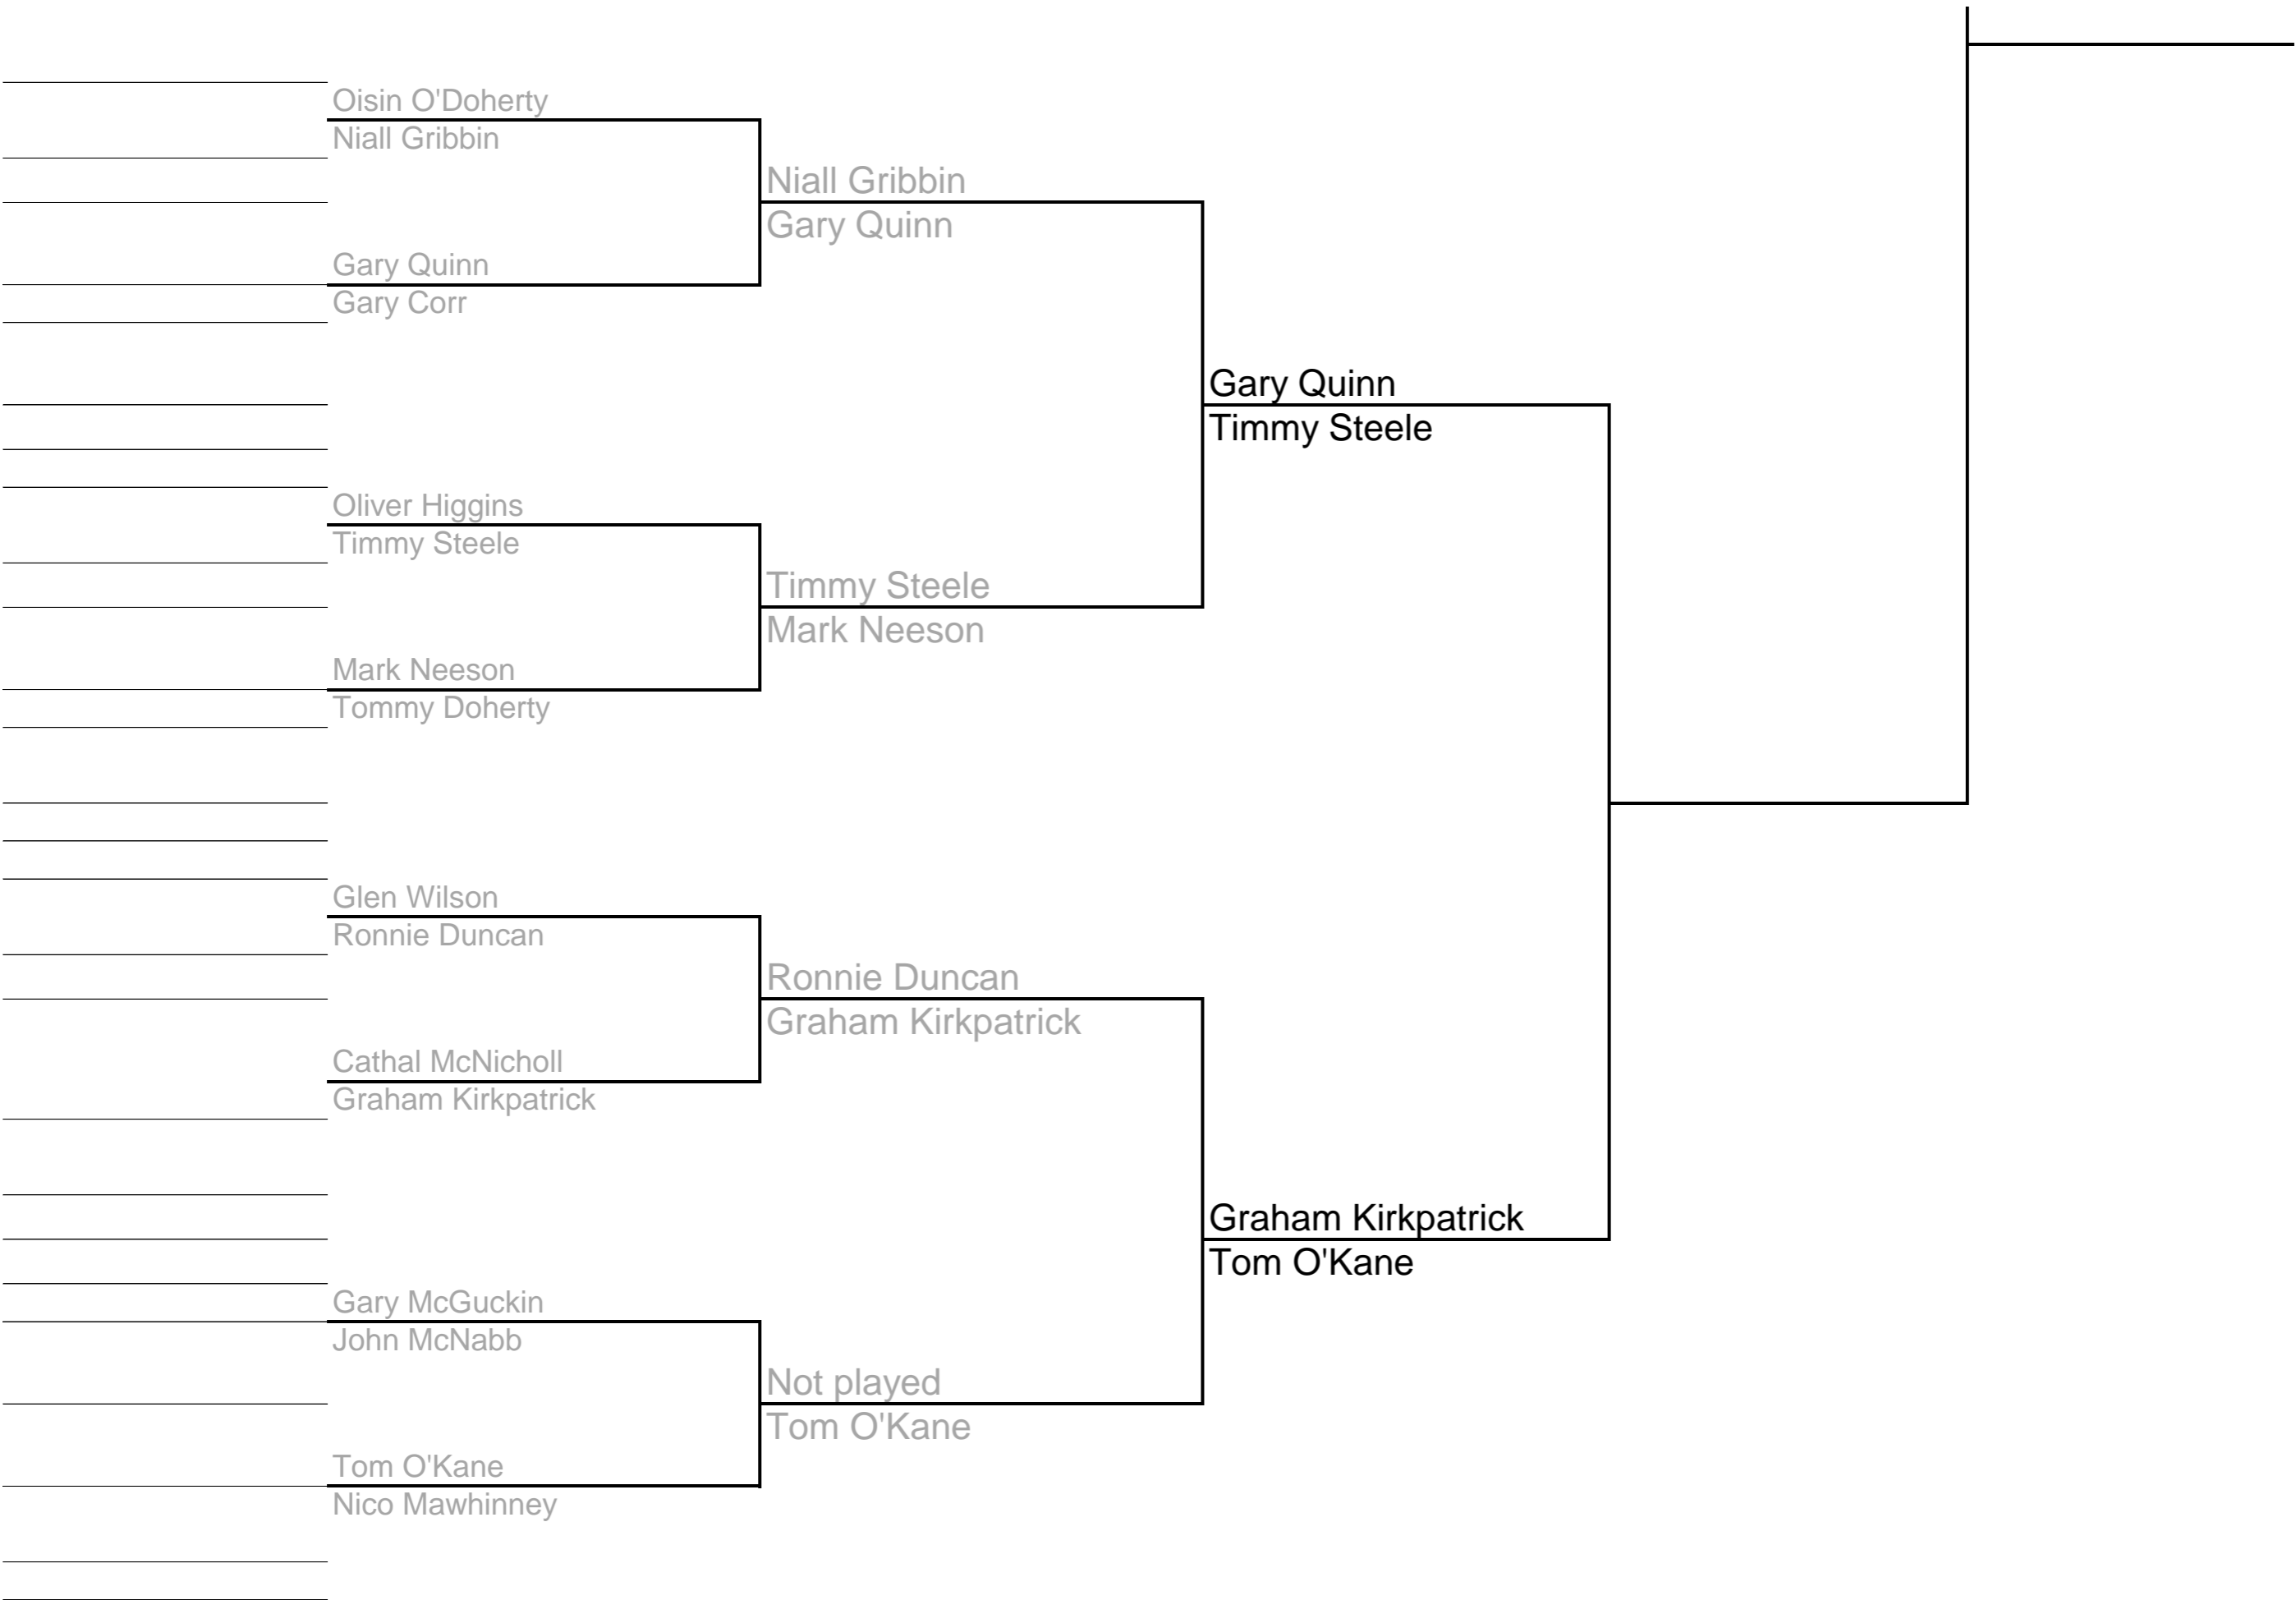 Oisin O'Doherty
Niall Gribbin
Niall Gribbin
Gary Quinn
Gary Quinn
Gary Corr
Gary Quinn
Timmy Steele
Oliver Higgins
Timmy Steele
Timmy Steele
Mark Neeson
Mark Neeson
Tommy Doherty
Glen Wilson
Ronnie Duncan
Ronnie Duncan
Graham Kirkpatrick
Cathal McNicholl
Graham Kirkpatrick
Graham Kirkpatrick
Tom O'Kane
Gary McGuckin
John McNabb
Not played
Tom O'Kane
Tom O'Kane
Nico Mawhinney